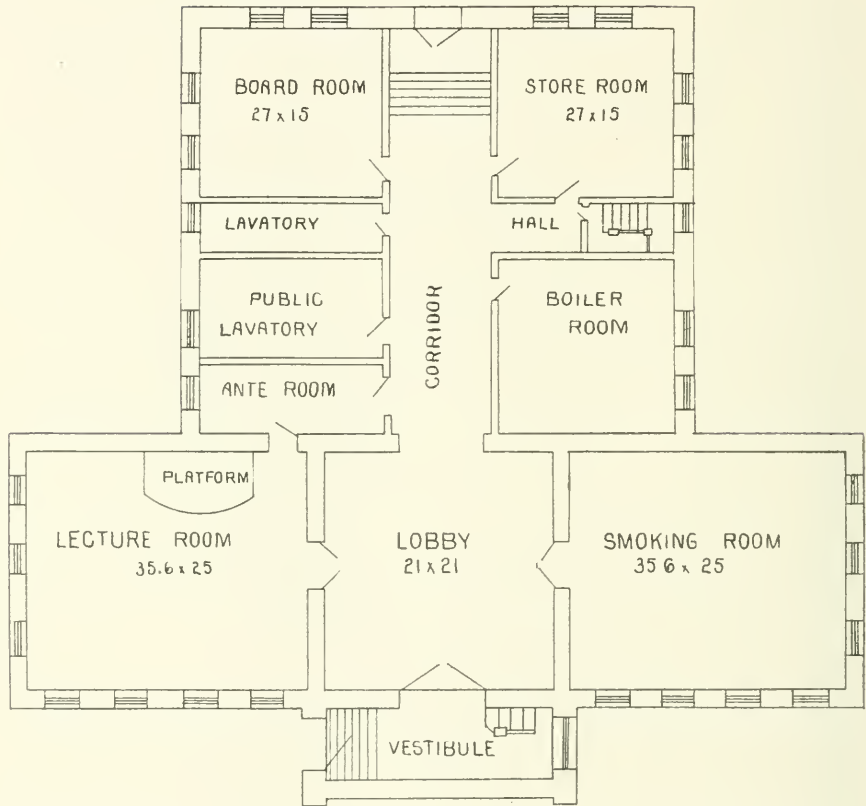 BOARD ROOM
27 x 15
STORE ROOM
27 x 15
LAVATORY
HALL
PUBLIC
LAVATORY
CORRIDOR
BOILER
ROOM
ANTE ROOM
PLATFORM
LECTURE ROOM
35.6 x 25
LOBBY
21 x 21
SMOKING ROOM
35 6 x 25
VESTIBULE